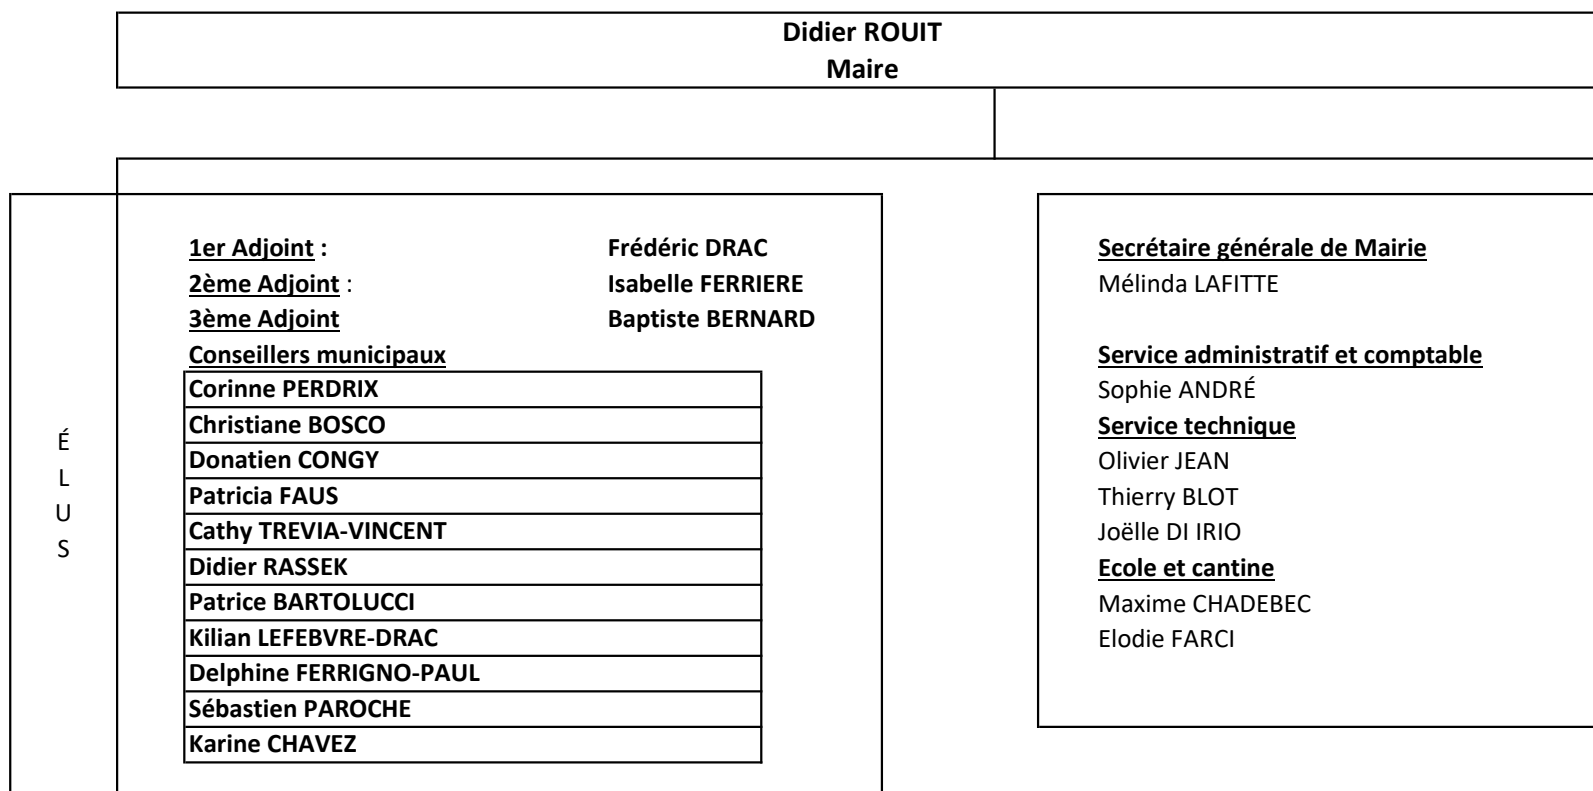 Didier ROUIT
Maire
É
L
U
S
1er Adjoint : Frédéric DRAC
2ème Adjoint : Isabelle FERRIERE
3ème Adjoint Baptiste BERNARD
Conseillers municipaux
Corinne PERDRIX
Christiane BOSCO
Donatien CONGY
Patricia FAUS
Cathy TREVIA-VINCENT
Didier RASSEK
Patrice BARTOLUCCI
Kilian LEFEBVRE-DRAC
Delphine FERRIGNO-PAUL
Sébastien PAROCHE
Karine CHAVEZ
Secrétaire générale de Mairie
Mélinda LAFITTE
Service administratif et comptable
Sophie ANDRÉ
Service technique
Olivier JEAN
Thierry BLOT
Joëlle DI IRIO
Ecole et cantine
Maxime CHADEBEC
Elodie FARCI